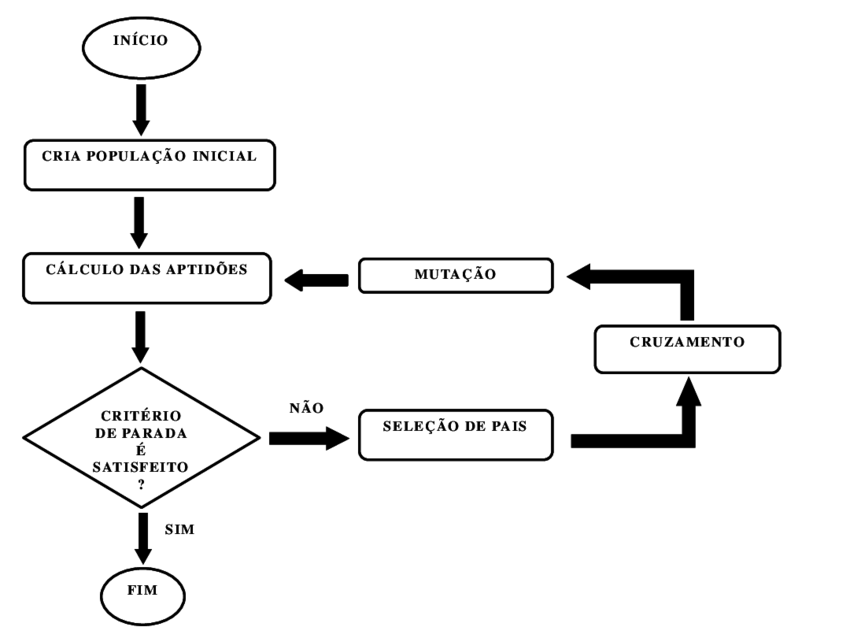 INÍCIO
CRIA POPULAÇÃO INICIAL
CÁLCULO DAS APTIDÕES
MUTAÇÃO
CRUZAMENTO
CRITÉRIO
DE PARADA
É
SATISFEITO
?
NÃO
SELEÇÃO DE PAIS
SIM
FIM